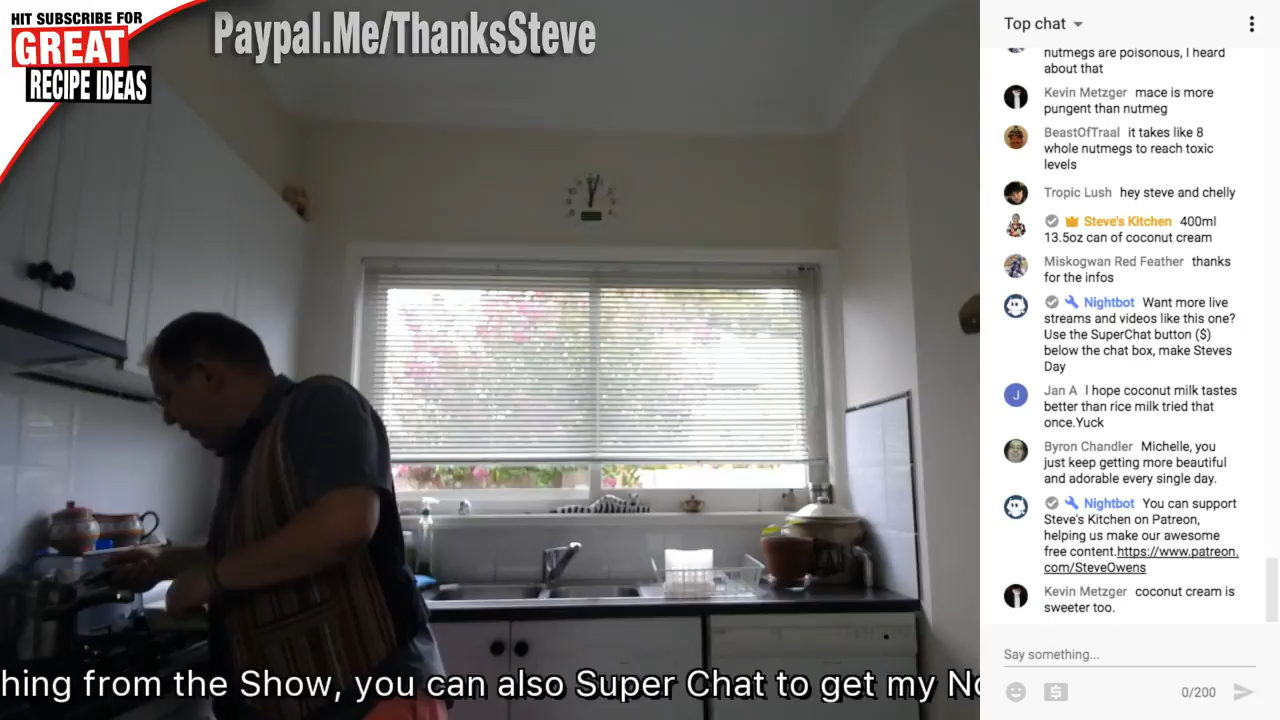 HIT SUBSCRIBE FOR
GREAT
RECIPE IDEAS
Paypal.Me/ThanksSteve
hing from the Show, you can also Super Chat to get my No
Top chat
nutmegs are poisonous, I heard
about that
Kevin Metzger mace is more
pungent than nutmeg
BeastOfTraal it takes like 8
whole nutmegs to reach toxic
levels
Tropic Lush hey steve and chelly
Steve's Kitchen 400ml
13.5oz can of coconut cream
Miskogwan Red Feather thanks
for the infos
Nightbot Want more live
streams and videos like this one?
Use the SuperChat button ($)
below the chat box, make Steves
Day
J
Jan A I hope coconut milk tastes
better than rice milk tried that
once.Yuck
Byron Chandler Michelle, you
just keep getting more beautiful
and adorable every single day.
Nightbot You can support
Steve's Kitchen on Patreon,
helping us make our awesome
free content.https://www.patreon.
com/SteveOwens
Kevin Metzger coconut cream is
sweeter too.
Say something...
0/200